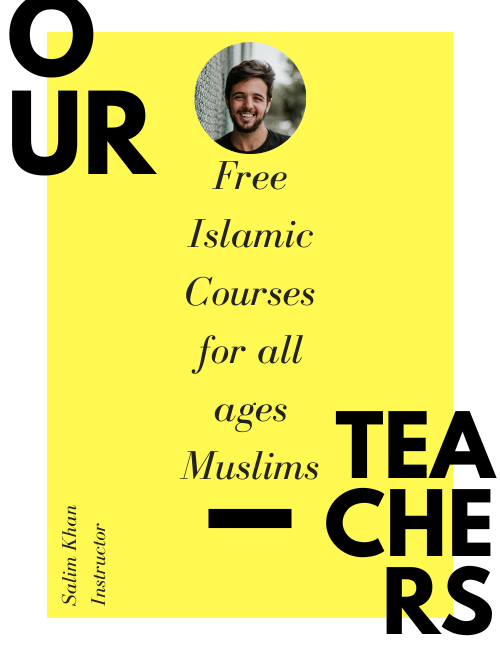 O
UR
Free
Islamic
Courses
for all
ages
Muslims
TEA
CHE
RS
Salim Khan
Instructor